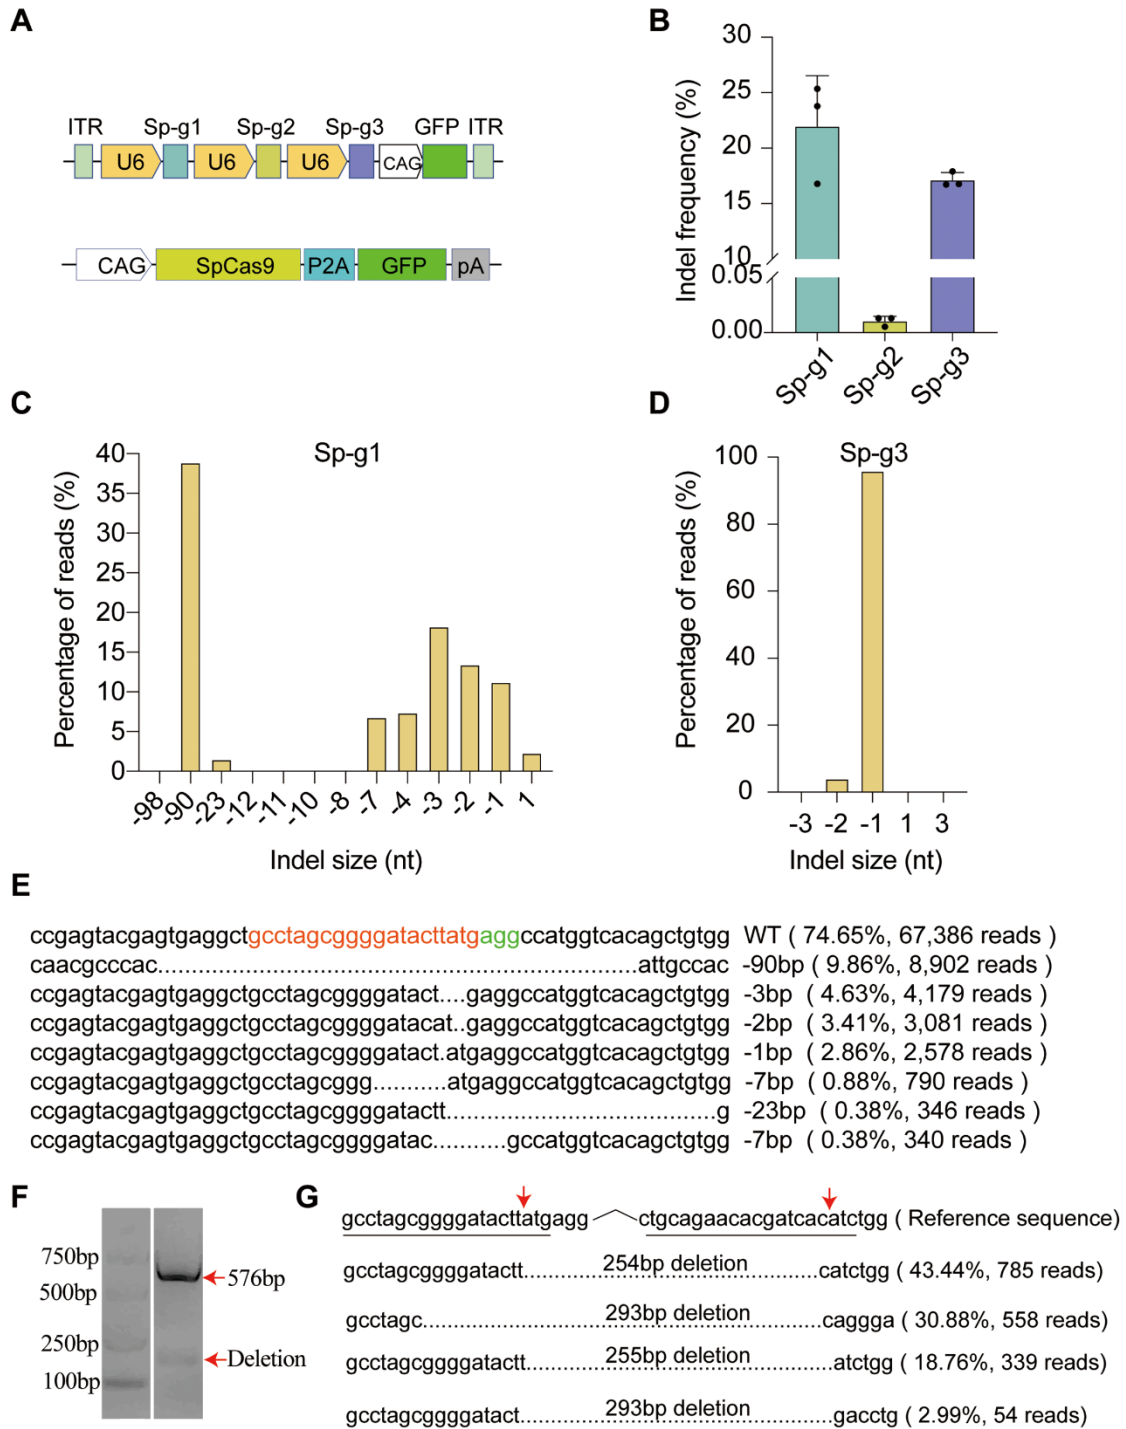 A
ITR Sp-g1 Sp-g2 Sp-g3 GFP ITR
U6 U6 U6 CAG
CAG SpCas9 P2A GFP pA
B
Indel frequency (%)
30
25
20
15
10
0.05
0.00
Sp-g1 Sp-g2 Sp-g3
C
Sp-g1
Percentage of reads (%)
40
35
30
25
20
15
10
5
0
-98 -90 -23 -12 -11 -10 -8 -7 -4 -3 -2 -1 1
Indel size (nt)
D
Sp-g3
Percentage of reads (%)
100
80
60
40
20
0
-3 -2 -1 1 3
Indel size (nt)
E
ccgagtacgagtgaggctgcctagcggggatacttatgaggccatggtcacagctgtgg WT ( 74.65%, 67,386 reads )
caacgcccac....................................................................attgccac -90bp ( 9.86%, 8,902 reads )
ccgagtacgagtgaggctgcctagcggggatact....gaggccatggtcacagctgtgg -3bp ( 4.63%, 4,179 reads )
ccgagtacgagtgaggctgcctagcggggatacat..gaggccatggtcacagctgtgg -2bp ( 3.41%, 3,081 reads )
ccgagtacgagtgaggctgcctagcggggatact.atgaggccatggtcacagctgtgg -1bp ( 2.86%, 2,578 reads )
ccgagtacgagtgaggctgcctagcggg...........atgaggccatggtcacagctgtgg -7bp ( 0.88%, 790 reads )
ccgagtacgagtgaggctgcctagcggggatactt.......................................g -23bp ( 0.38%, 346 reads )
ccgagtacgagtgaggctgcctagcggggatac...........gccatggtcacagctgtgg -7bp ( 0.38%, 340 reads )
F
750bp
500bp
250bp
100bp
576bp
Deletion
G
gcctagcggggatacttatgagg ctgcagaacacgatcacatctgg ( Reference sequence)
gcctagcggggatactt..........254bp deletion..........catctgg ( 43.44%, 785 reads)
gcctagc..........293bp deletion..........caggga ( 30.88%, 558 reads)
gcctagcggggatactt..........255bp deletion..........atctgg ( 18.76%, 339 reads)
gcctagcggggatact..........293bp deletion..........gacctg ( 2.99%, 54 reads)